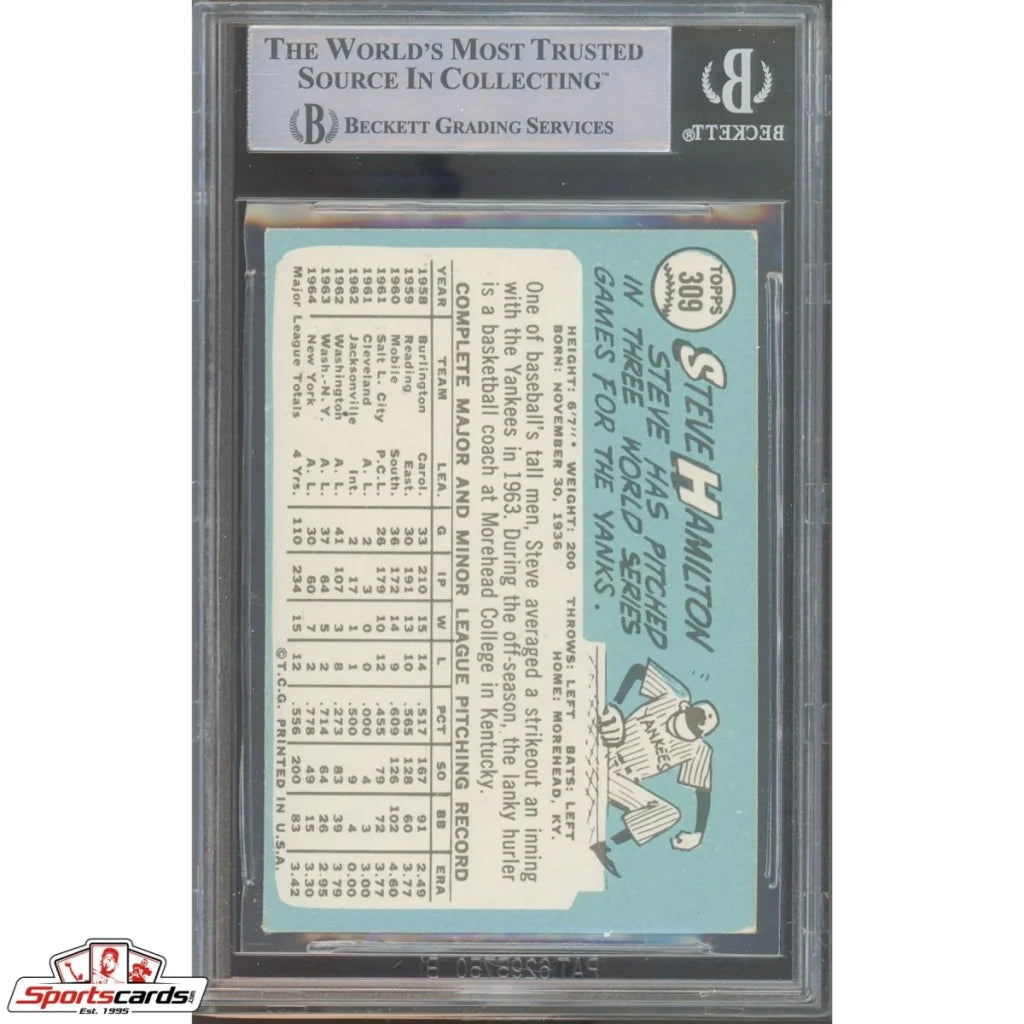 THE WORLD'S MOST TRUSTED
SOURCE IN COLLECTING™
B BECKETT GRADING SERVICES
B
BECKETT®
TOPPS
309
STEVE HAMILTON
STEVE HAS PITCHED
IN THREE WORLD SERIES
GAMES FOR THE YANKS.
YANKEES
HEIGHT: 6'7" • WEIGHT: 200 THROWS: LEFT BATS: LEFT
BORN: NOVEMBER 30, 1936 HOME: MOREHEAD, KY.
One of baseball's tall men, Steve averaged a strikeout an inning
with the Yankees in 1963. During the off-season, the lanky hurler
is a basketball coach at Morehead College in Kentucky.
COMPLETE MAJOR AND MINOR LEAGUE PITCHING RECORD
YEAR TEAM LEA. G IP W L PCT SO BB ERA
1958 Burlington Carol. 33 210 15 14 .517 167 91 2.49
1959 Reading East. 30 191 13 10 .565 128 60 3.77
1960 Mobile South. 36 172 14 9 .609 126 102 4.60
1961 Salt L. City P.C.L. 26 179 10 12 .455 79 72 3.77
1961 Cleveland A. L. 2 3 0 0 .000 4 3 3.00
1962 Jacksonville Int. 2 17 1 1 .500 9 4 0.00
1962 Washington A. L. 41 107 3 8 .273 83 39 3.79
1963 Wash.-N.Y. A. L. 37 64 5 2 .714 64 26 2.95
1964 New York A. L. 30 60 7 2 .778 49 15 3.30
Major League Totals 4 Yrs. 110 234 15 12 .556 200 83 3.42
©T.C.G. PRINTED IN U.S.A.
Sportscards.com
Est. 1995